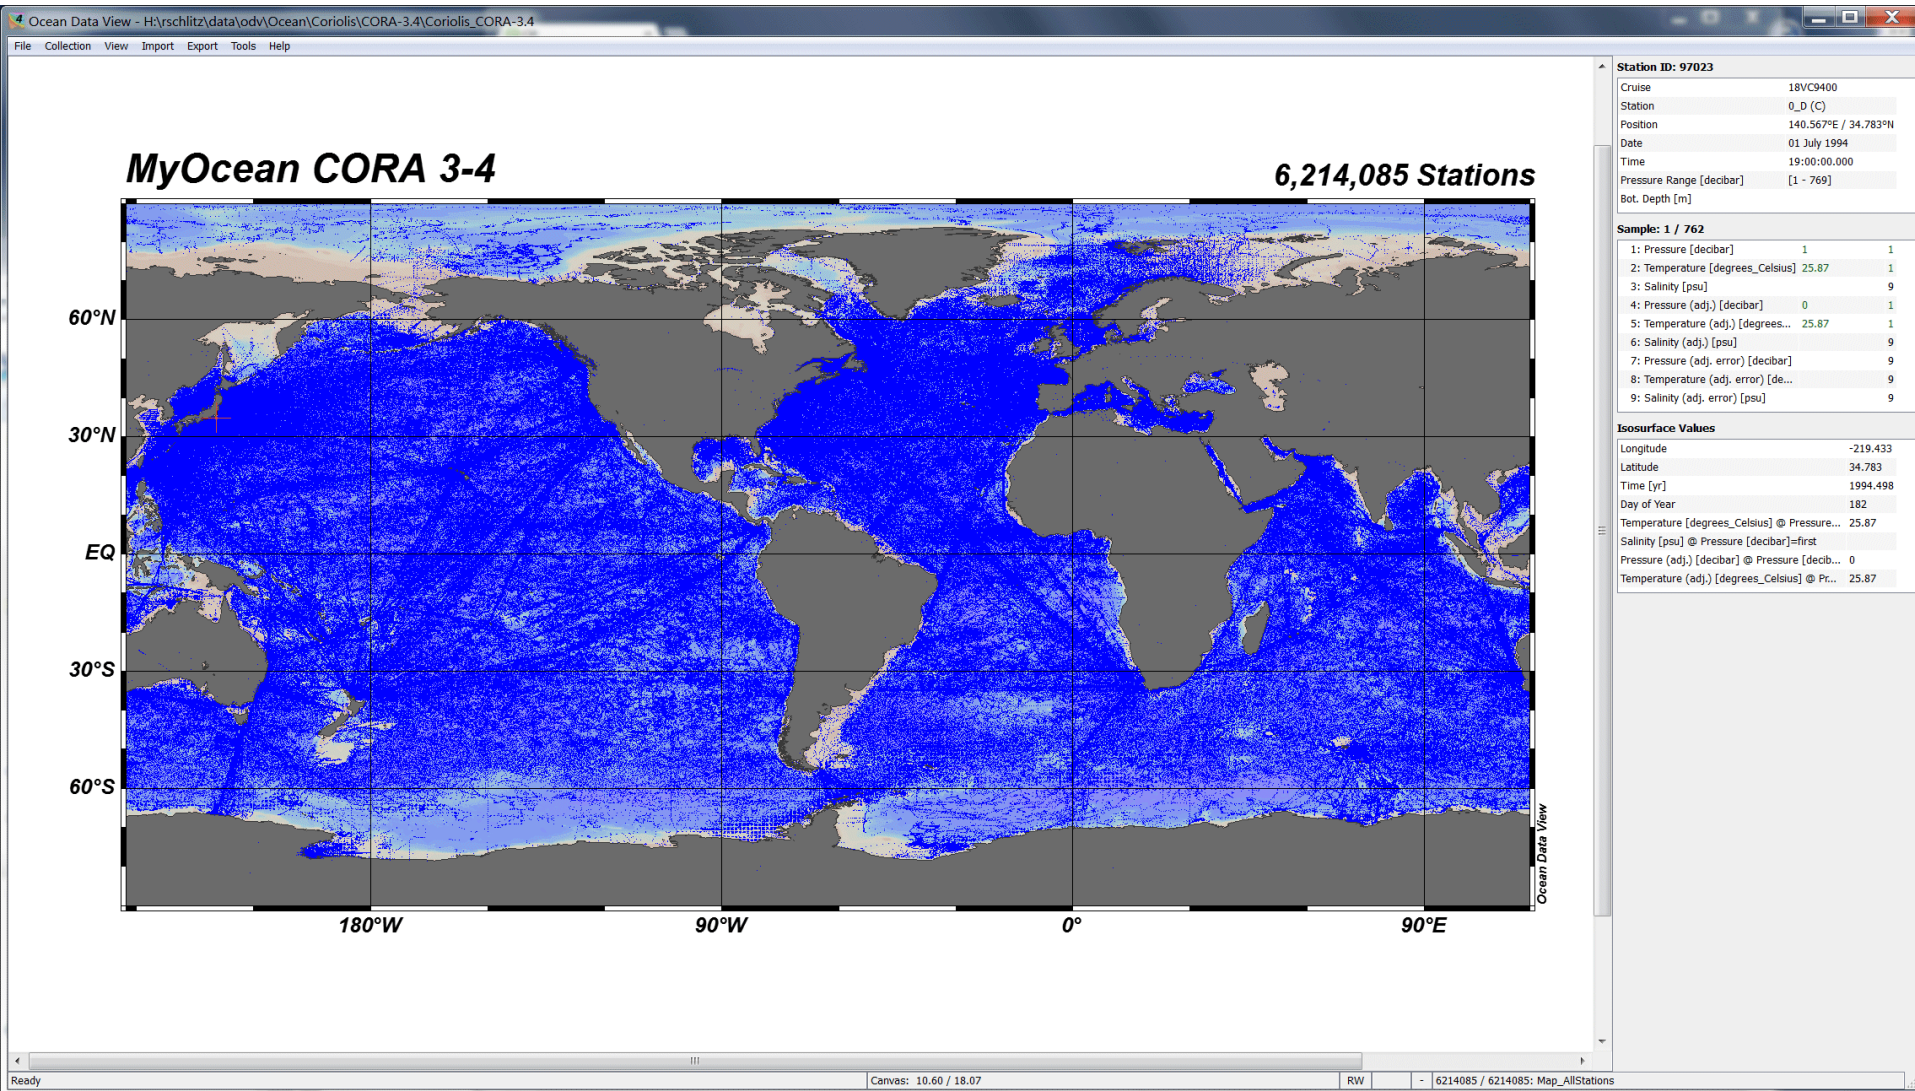 Ocean Data View - H:\rschlitz\data\odv\Ocean\Coriolis\CORA-3.4\Coriolis_CORA-3.4
File Collection View Import Export Tools Help
MyOcean CORA 3-4
6,214,085 Stations
60°N
30°N
EQ
30°S
60°S
180°W 90°W 0° 90°E
Ocean Data View
Station ID: 97023
Cruise 18VC9400
Station 0_D (C)
Position 140.567ºE / 34.783ºN
Date 01 July 1994
Time 19:00:00.000
Pressure Range [decibar] [1 - 769]
Bot. Depth [m]
Sample: 1 / 762
1: Pressure [decibar] 1 1
2: Temperature [degrees_Celsius] 25.87 1
3: Salinity [psu] 9
4: Pressure (adj.) [decibar] 0 1
5: Temperature (adj.) [degrees... 25.87 1
6: Salinity (adj.) [psu] 9
7: Pressure (adj. error) [decibar] 9
8: Temperature (adj. error) [de... 9
9: Salinity (adj. error) [psu] 9
Isosurface Values
Longitude -219.433
Latitude 34.783
Time [yr] 1994.498
Day of Year 182
Temperature [degrees_Celsius] @ Pressure... 25.87
Salinity [psu] @ Pressure [decibar]=first
Pressure (adj.) [decibar] @ Pressure [decib... 0
Temperature (adj.) [degrees_Celsius] @ Pr... 25.87
Ready
Canvas: 10.60 / 18.07
RW
-
6214085 / 6214085: Map_AllStations